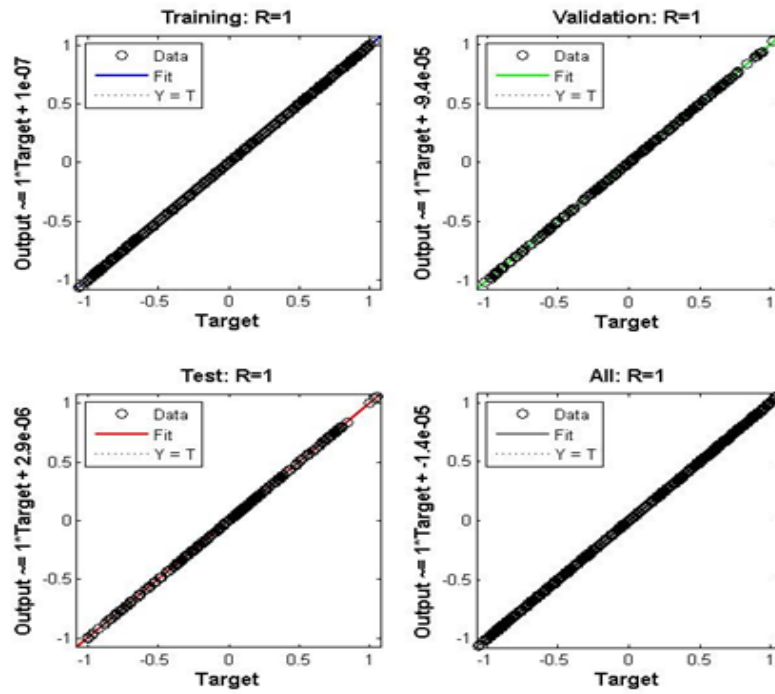 Training: R=1
Output ~= 1*Target + 1e-07
1
0.5
0
-0.5
-1
Data
Fit
Y = T
-1
-0.5
0
0.5
1
Target
Validation: R=1
Output ~= 1*Target + -9.4e-05
1
0.5
0
-0.5
-1
Data
Fit
Y = T
-1
-0.5
0
0.5
1
Target
Test: R=1
Output ~= 1*Target + 2.9e-06
1
0.5
0
-0.5
-1
Data
Fit
Y = T
-1
-0.5
0
0.5
1
Target
All: R=1
Output ~= 1*Target + -1.4e-05
1
0.5
0
-0.5
-1
Data
Fit
Y = T
-1
-0.5
0
0.5
1
Target